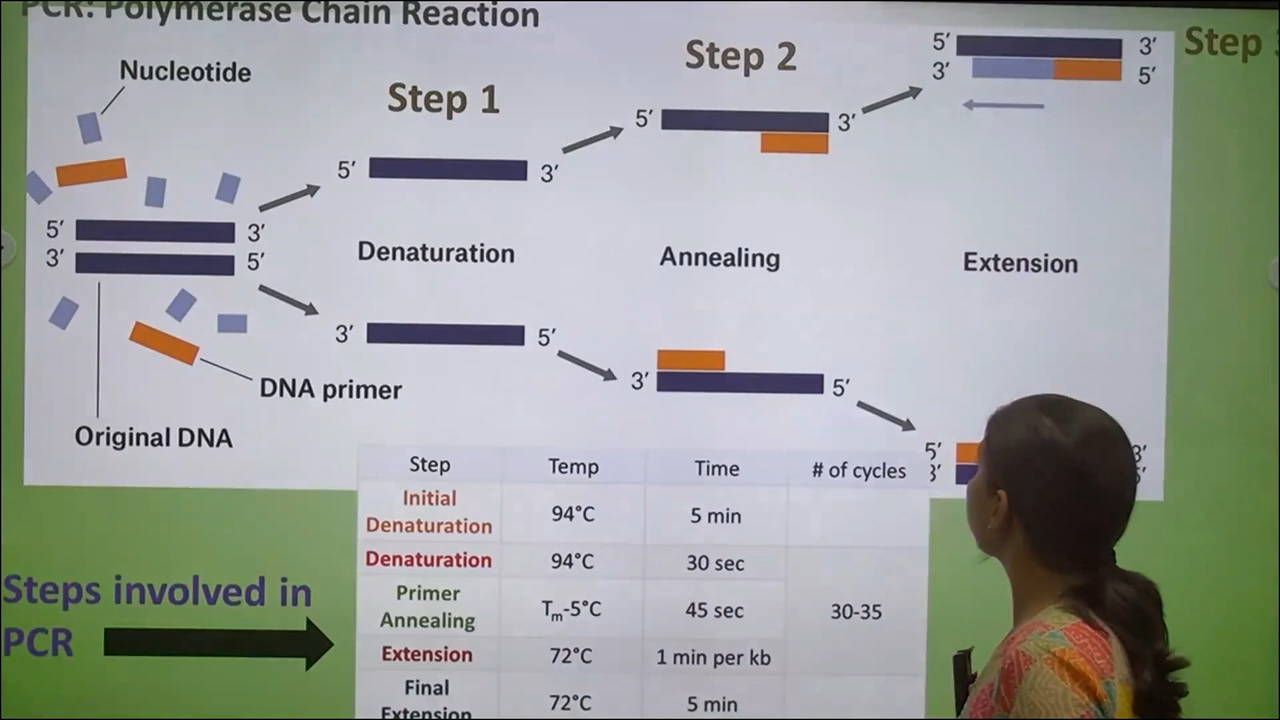 PCR: Polymerase Chain Reaction
Nucleotide
Step 1
Step 2
Step
5′ 3′
3′ 5′
5′ 3′
5′ 3′
5′ 3′
3′ 5′
Denaturation
Annealing
Extension
3′ 5′
3′ 5′
DNA primer
Original DNA
5′ 3′
3′
Step Temp Time # of cycles
Initial
Denaturation 94°C 5 min
Denaturation 94°C 30 sec
Primer
Annealing Tm-5°C 45 sec 30-35
Extension 72°C 1 min per kb
Final
Extension 72°C 5 min
Steps involved in
PCR